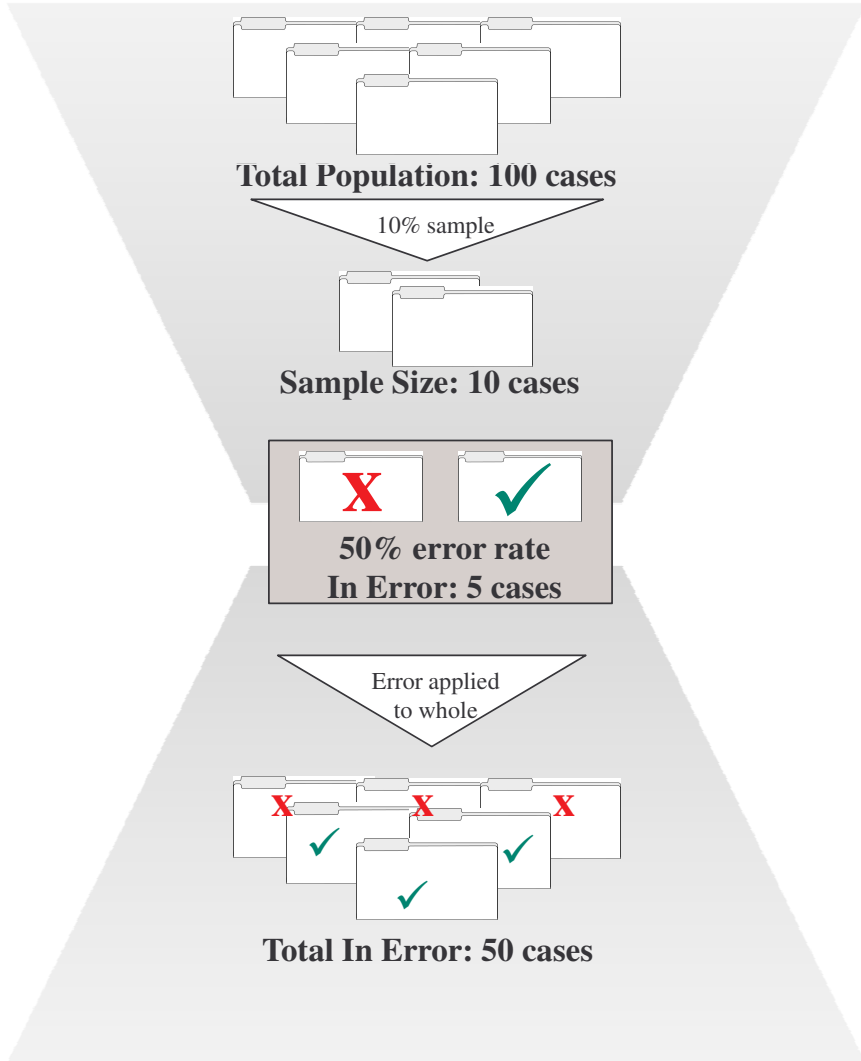 Total Population: 100 cases
10% sample
Sample Size: 10 cases
X
50% error rate
In Error: 5 cases
Error applied
to whole
X X X
Total In Error: 50 cases